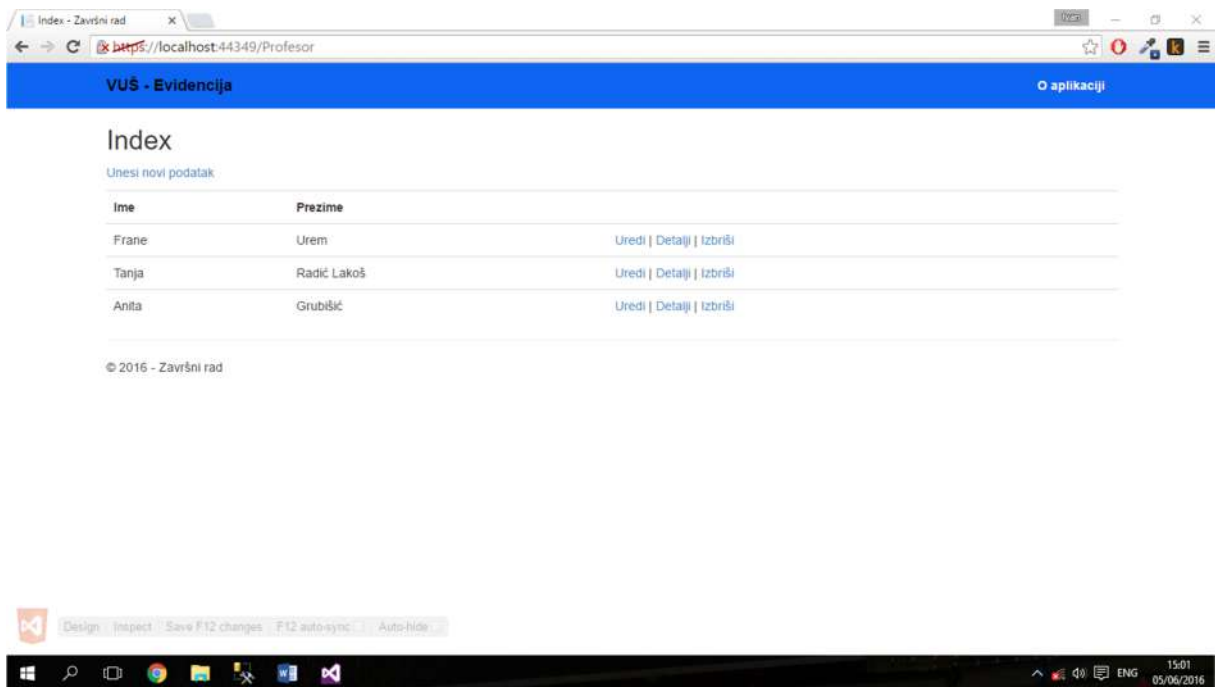 Index - Završni rad
Ivan
https://localhost:44349/Profesor
VUŠ - Evidencija O aplikaciji
Index
Unesi novi podatak
Ime Prezime
Frane Urem Uredi | Detalji | Izbriši
Tanja Radić Lakoš Uredi | Detalji | Izbriši
Anita Grubišić Uredi | Detalji | Izbriši
© 2016 - Završni rad
Design Inspect Save F12 changes F12 auto-sync Auto-hide
ENG 15:01
05/06/2016